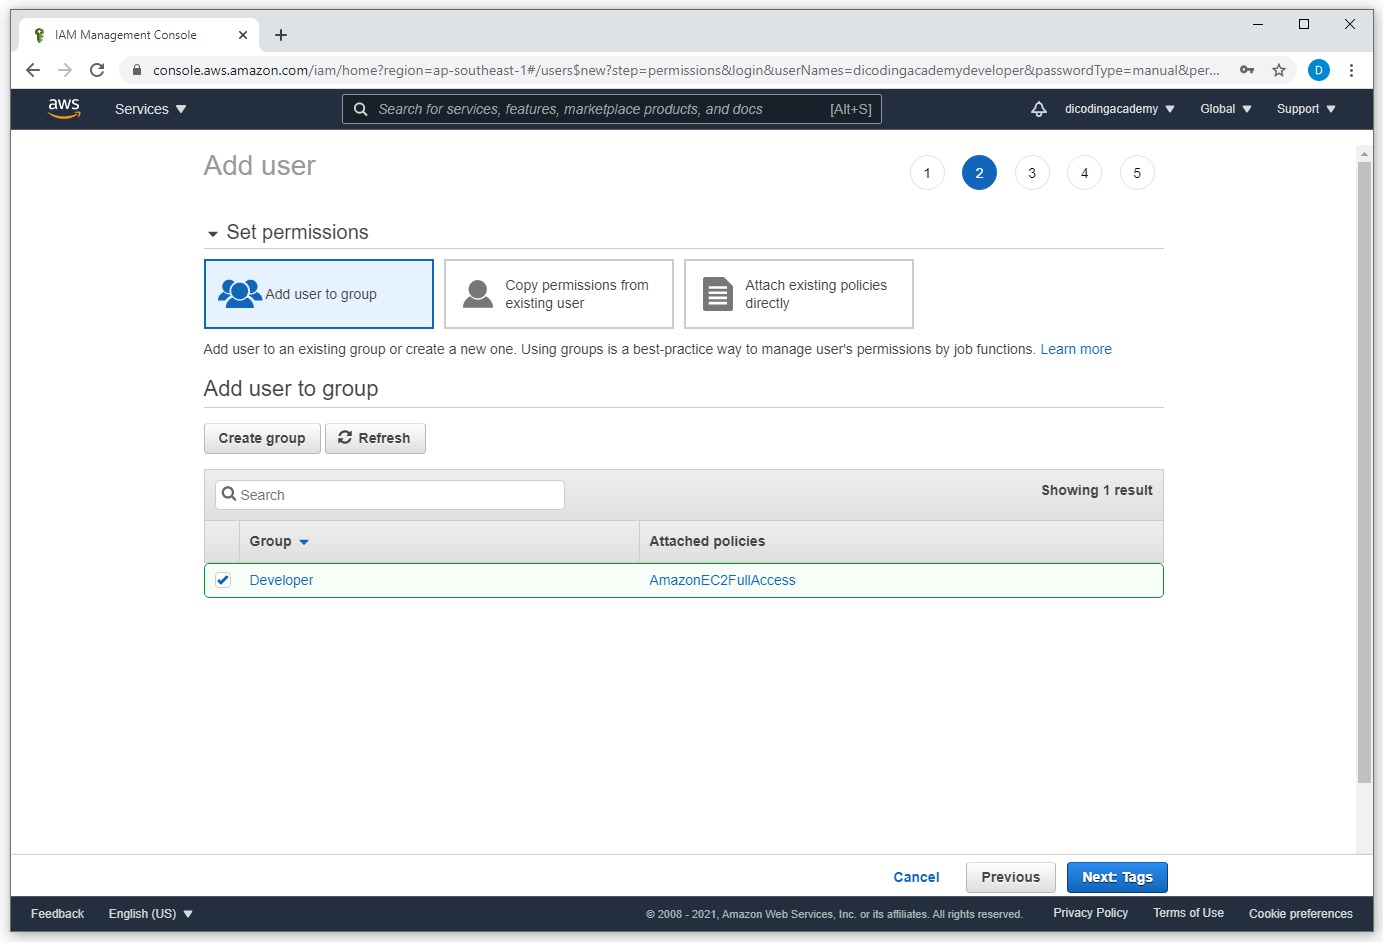 IAM Management Console
console.aws.amazon.com/iam/home?region=ap-southeast-1#/users$new?step=permissions&login&userNames=dicodingacademydeveloper&passwordType=manual&per...
D
aws
Services
Search for services, features, marketplace products, and docs [Alt+S]
dicodingacademy
Global
Support
Add user
1 2 3 4 5
Set permissions
Add user to group
Copy permissions from
existing user
Attach existing policies
directly
Add user to an existing group or create a new one. Using groups is a best-practice way to manage user's permissions by job functions. Learn more
Add user to group
Create group
Refresh
Search
Showing 1 result
Group
Attached policies
Developer
AmazonEC2FullAccess
Cancel
Previous
Next: Tags
Feedback
English (US)
© 2008 - 2021, Amazon Web Services, Inc. or its affiliates. All rights reserved.
Privacy Policy
Terms of Use
Cookie preferences